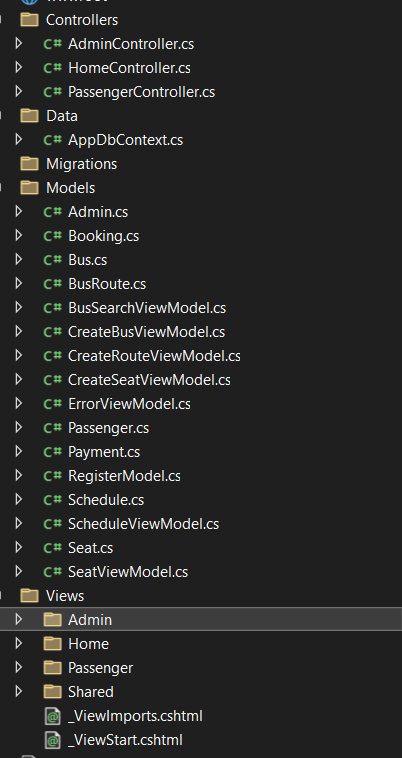 Controllers
C# AdminController.cs
C# HomeController.cs
C# PassengerController.cs
Data
C# AppDbContext.cs
Migrations
Models
C# Admin.cs
C# Booking.cs
C# Bus.cs
C# BusRoute.cs
C# BusSearchViewModel.cs
C# CreateBusViewModel.cs
C# CreateRouteViewModel.cs
C# CreateSeatViewModel.cs
C# ErrorViewModel.cs
C# Passenger.cs
C# Payment.cs
C# RegisterModel.cs
C# Schedule.cs
C# ScheduleViewModel.cs
C# Seat.cs
C# SeatViewModel.cs
Views
Admin
Home
Passenger
Shared
_ViewImports.cshtml
_ViewStart.cshtml